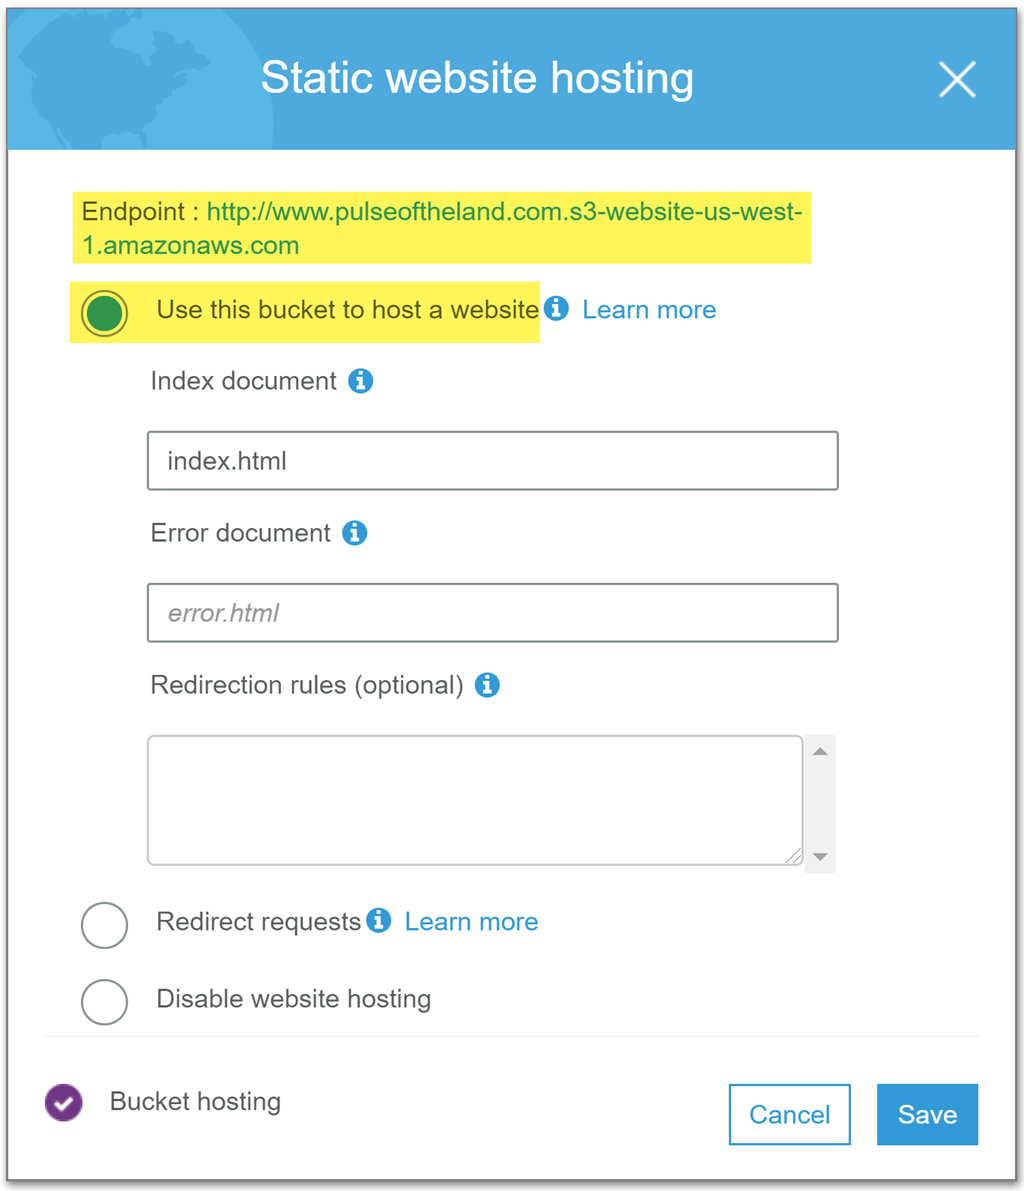 Static website hosting
Endpoint : http://www.pulseoftheland.com.s3-website-us-west-
1.amazonaws.com
Use this bucket to host a website Learn more
Index document
index.html
Error document
error.html
Redirection rules (optional)
Redirect requests Learn more
Disable website hosting
Bucket hosting
Cancel Save